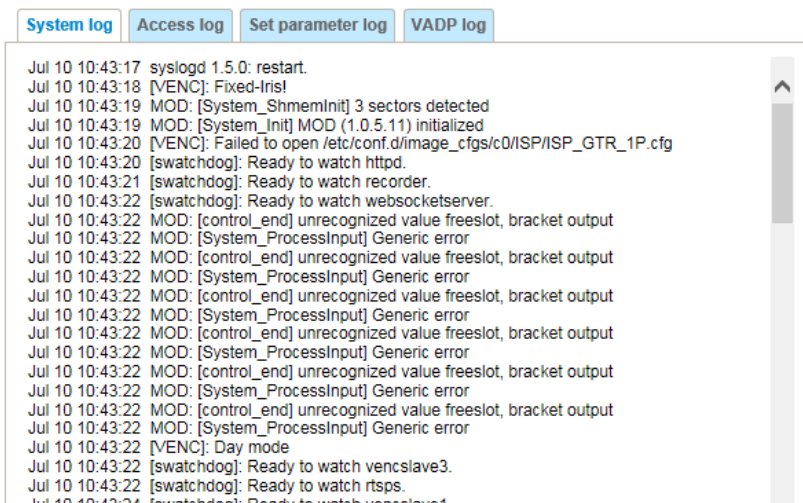 System log Access log Set parameter log VADP log
Jul 10 10:43:17 syslogd 1.5.0: restart.
Jul 10 10:43:18 [VENC]: Fixed-Iris!
Jul 10 10:43:19 MOD: [System_ShmemInit] 3 sectors detected
Jul 10 10:43:19 MOD: [System_Init] MOD (1.0.5.11) initialized
Jul 10 10:43:20 [VENC]: Failed to open /etc/conf.d/image_cfgs/c0/ISP/ISP_GTR_1P.cfg
Jul 10 10:43:20 [swatchdog]: Ready to watch httpd.
Jul 10 10:43:21 [swatchdog]: Ready to watch recorder.
Jul 10 10:43:22 [swatchdog]: Ready to watch websocketserver.
Jul 10 10:43:22 MOD: [control_end] unrecognized value freeslot, bracket output
Jul 10 10:43:22 MOD: [System_ProcessInput] Generic error
Jul 10 10:43:22 MOD: [control_end] unrecognized value freeslot, bracket output
Jul 10 10:43:22 MOD: [System_ProcessInput] Generic error
Jul 10 10:43:22 MOD: [control_end] unrecognized value freeslot, bracket output
Jul 10 10:43:22 MOD: [System_ProcessInput] Generic error
Jul 10 10:43:22 MOD: [control_end] unrecognized value freeslot, bracket output
Jul 10 10:43:22 MOD: [System_ProcessInput] Generic error
Jul 10 10:43:22 MOD: [control_end] unrecognized value freeslot, bracket output
Jul 10 10:43:22 MOD: [System_ProcessInput] Generic error
Jul 10 10:43:22 MOD: [control_end] unrecognized value freeslot, bracket output
Jul 10 10:43:22 MOD: [System_ProcessInput] Generic error
Jul 10 10:43:22 [VENC]: Day mode
Jul 10 10:43:22 [swatchdog]: Ready to watch vencslave3.
Jul 10 10:43:22 [swatchdog]: Ready to watch rtsps.
Jul 10 10:43:24 [swatchdog]: Ready to watch vencslave1.